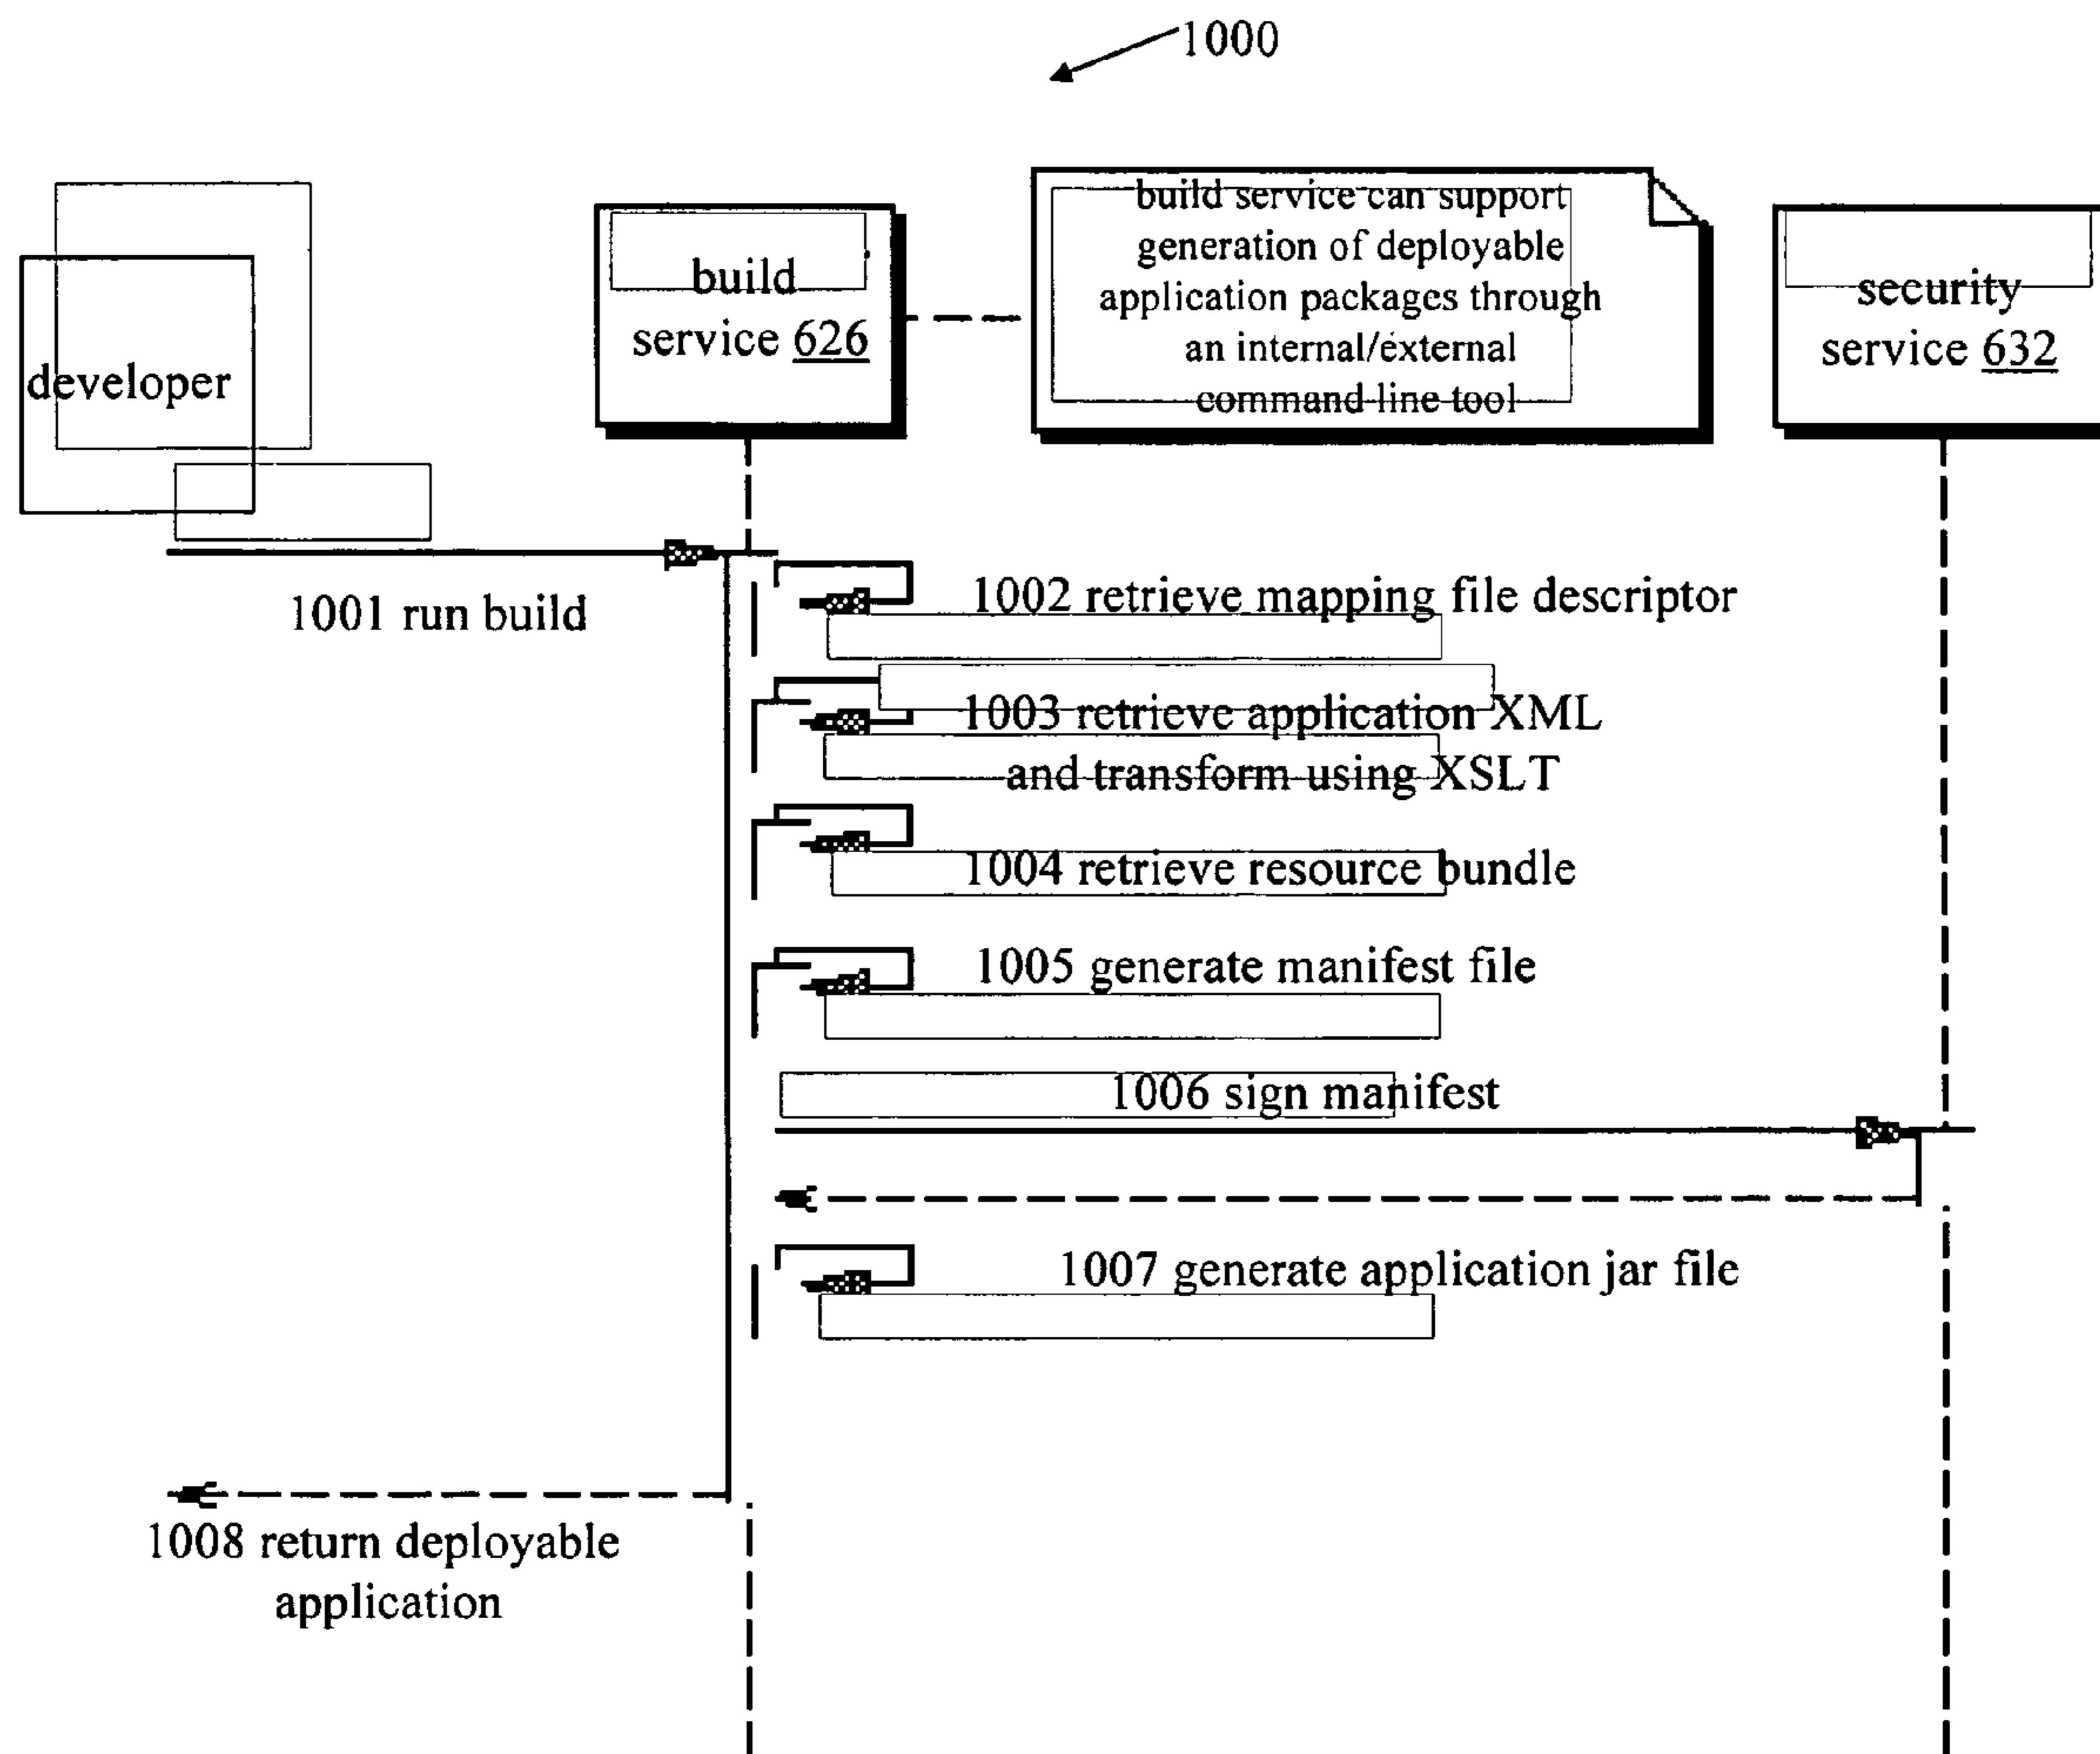 1000
developer
build
service 626
build service can support
generation of deployable
application packages through
an internal/external
command line tool
security
service 632
1001 run build
1002 retrieve mapping file descriptor
1003 retrieve application XML
and transform using XSLT
1004 retrieve resource bundle
1005 generate manifest file
1006 sign manifest
1007 generate application jar file
1008 return deployable
application